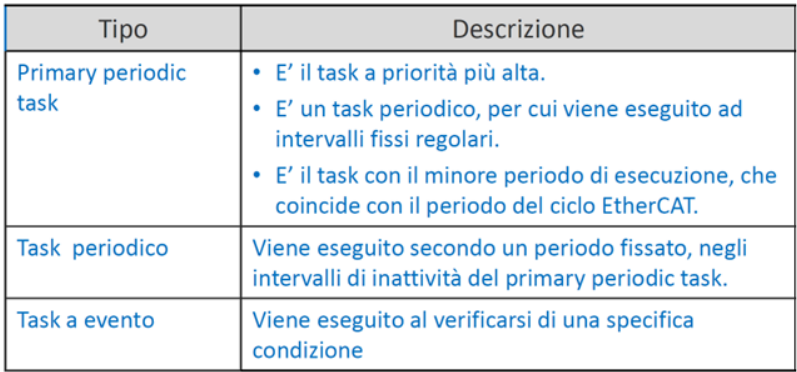 Tipo
Descrizione
Primary periodic
task
• E’ il task a priorità più alta.
• E’ un task periodico, per cui viene eseguito ad
intervalli fissi regolari.
• E’ il task con il minore periodo di esecuzione, che
coincide con il periodo del ciclo EtherCAT.
Task periodico
Viene eseguito secondo un periodo fissato, negli
intervalli di inattività del primary periodic task.
Task a evento
Viene eseguito al verificarsi di una specifica
condizione